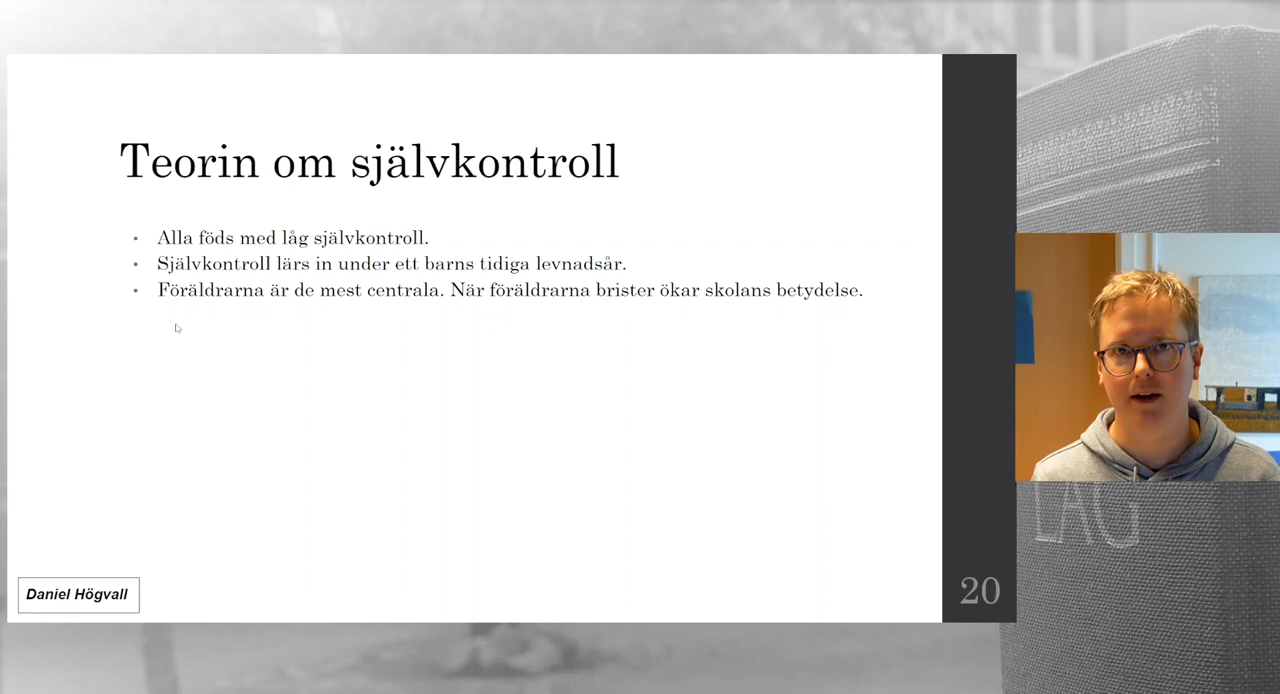 Teorin om självkontroll
• Alla föds med låg självkontroll.
• Självkontroll lärs in under ett barns tidiga levnadsår.
• Föräldrarna är de mest centrala. När föräldrarna brister ökar skolans betydelse.
LAG
Daniel Högvall
20